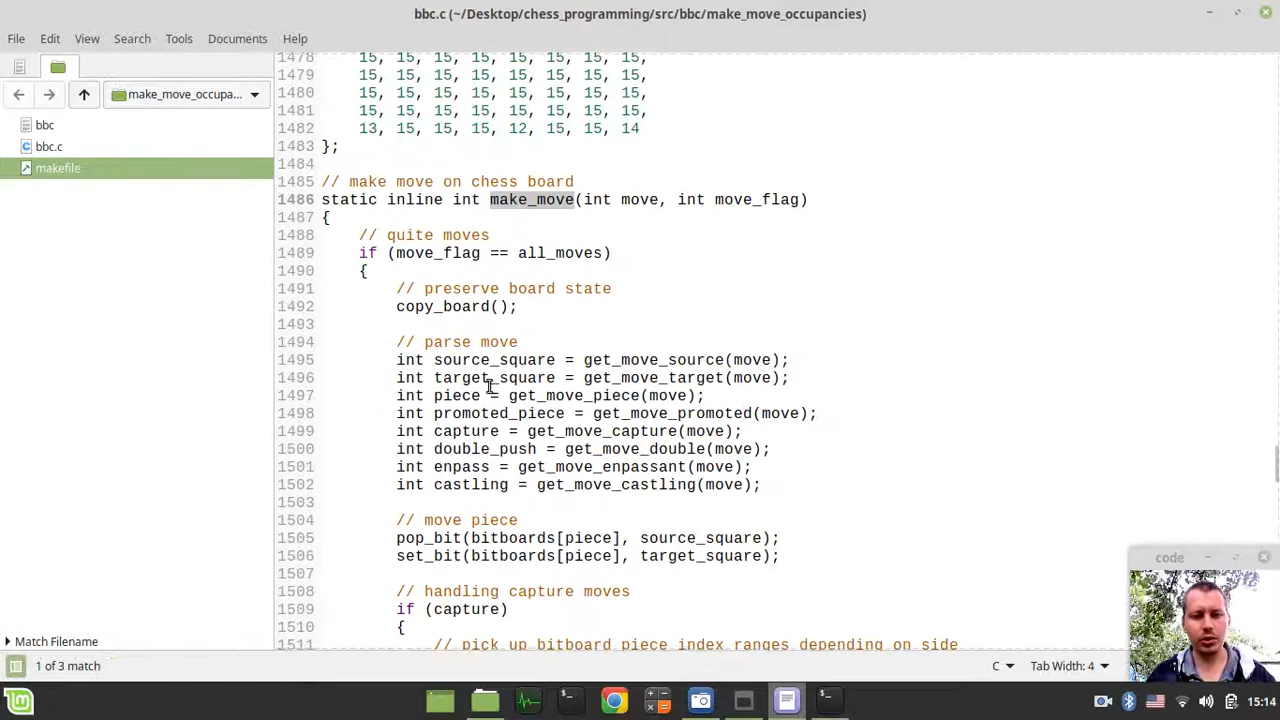 bbc.c (~/Desktop/chess_programming/src/bbc/make_move_occupancies)
File Edit View Search Tools Documents Help
make_move_occupa...
bbc
bbc.c
makefile
1478 15, 15, 15, 15, 15, 15, 15, 15,
1479 15, 15, 15, 15, 15, 15, 15, 15,
1480 15, 15, 15, 15, 15, 15, 15, 15,
1481 15, 15, 15, 15, 15, 15, 15, 15,
1482 13, 15, 15, 15, 12, 15, 15, 14
1483 };
1484
1485 // make move on chess board
1486 static inline int make_move(int move, int move_flag)
1487 {
1488 // quite moves
1489 if (move_flag == all_moves)
1490 {
1491 // preserve board state
1492 copy_board();
1493
1494 // parse move
1495 int source_square = get_move_source(move);
1496 int target_square = get_move_target(move);
1497 int piece = get_move_piece(move);
1498 int promoted_piece = get_move_promoted(move);
1499 int capture = get_move_capture(move);
1500 int double_push = get_move_double(move);
1501 int enpass = get_move_enpassant(move);
1502 int castling = get_move_castling(move);
1503
1504 // move piece
1505 pop_bit(bitboards[piece], source_square);
1506 set_bit(bitboards[piece], target_square);
1507
1508 // handling capture moves
1509 if (capture)
1510 {
1511 // pick up bitboard piece index ranges depending on side
code
Match Filename
1 of 3 match
C Tab Width: 4
15:14